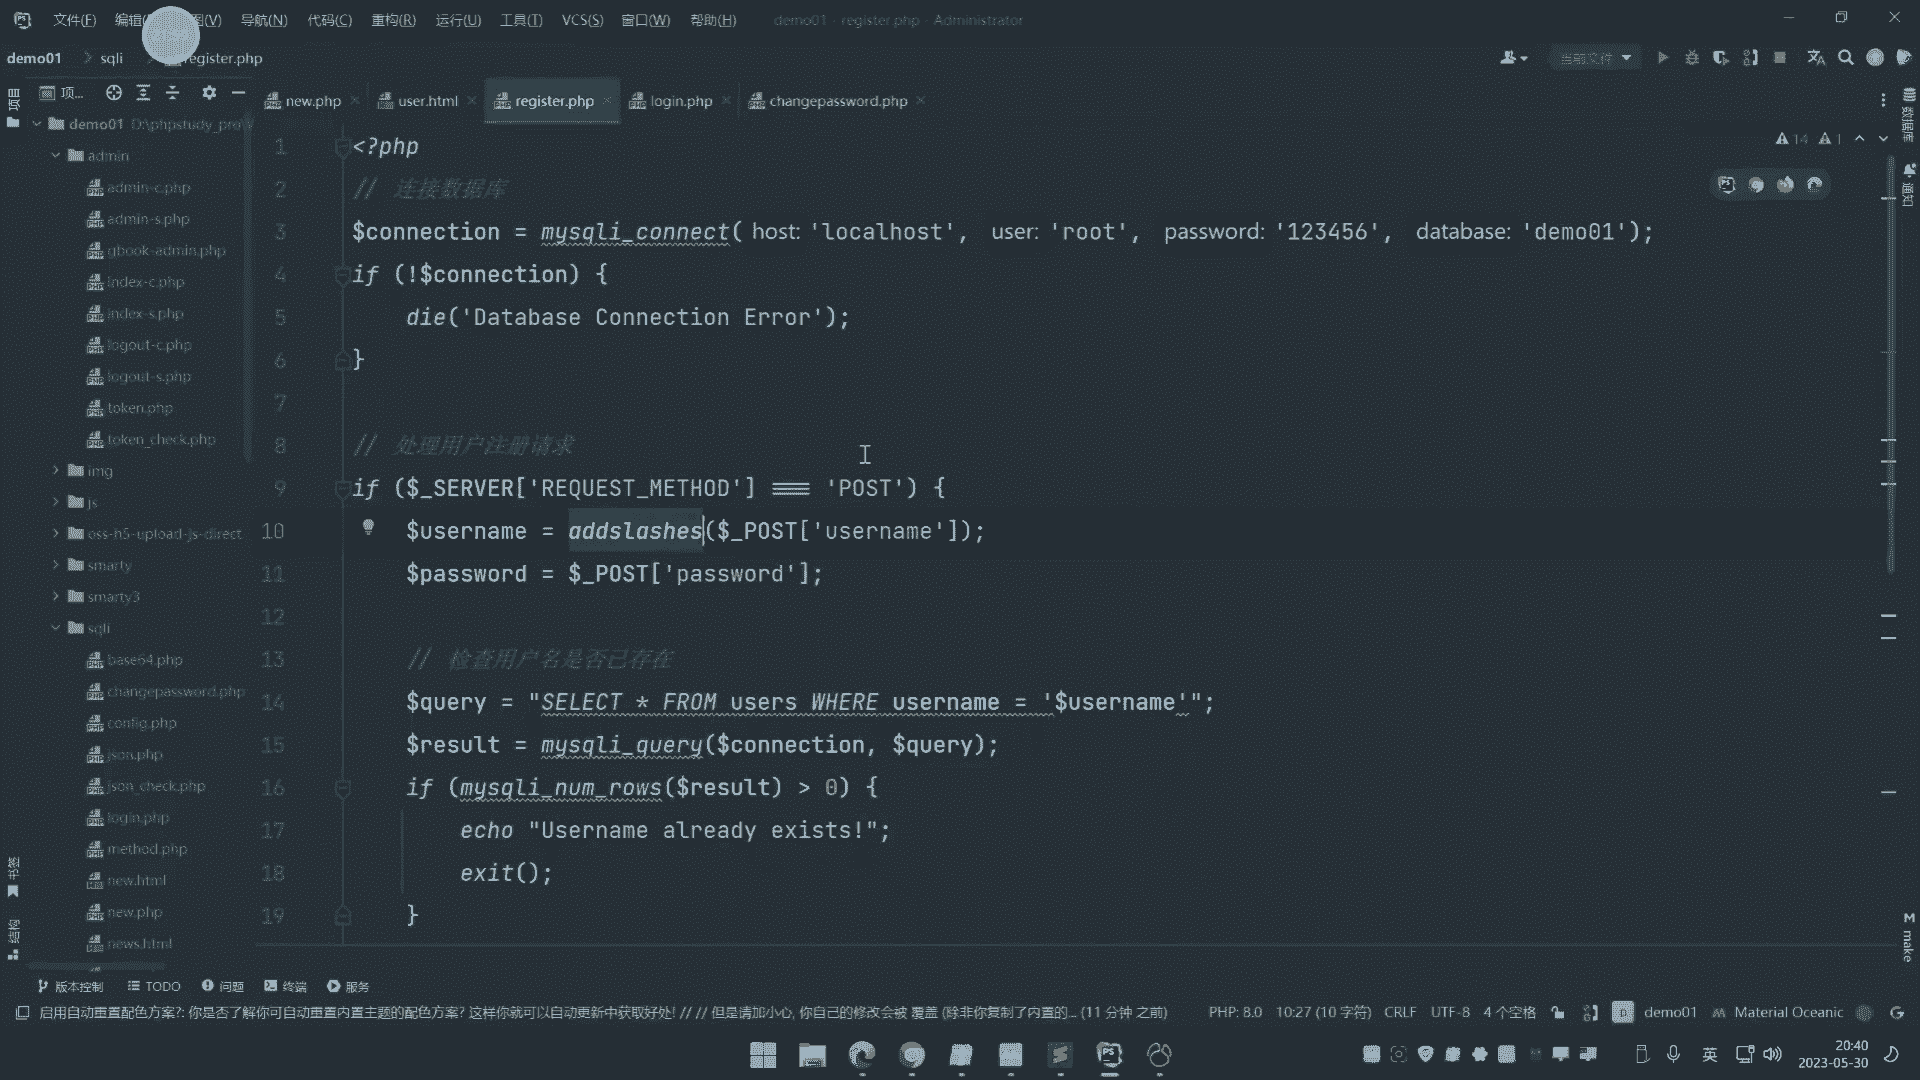 文件(F) 编辑 图(V) 导航(N) 代码(C) 重构(R) 运行(U) 工具(T) VCS(S) 窗口(W) 帮助(H) demo01 - register.php - Administrator
demo01 sqli register.php 当前文件
项目
项...
new.php user.html register.php login.php changepassword.php
数据库
通知
demo01 D:\phpstudy_pro\W
admin
admin-c.php
admin-s.php
gbook-admin.php
index-c.php
index-s.php
logout-c.php
logout-s.php
token.php
token_check.php
img
js
oss-h5-upload-js-direct
smarty
smarty3
sqli
base64.php
changepassword.php
config.php
json.php
json_check.php
login.php
method.php
new.html
new.php
news.html
14 1
1 <?php
2 // 连接数据库
3 $connection = mysqli_connect( host: 'localhost', user: 'root', password: '123456', database: 'demo01');
4 if (!$connection) {
5 die('Database Connection Error');
6 }
7
8 // 处理用户注册请求
9 if ($_SERVER['REQUEST_METHOD'] === 'POST') {
10 $username = addslashes($_POST['username']);
11 $password = $_POST['password'];
12
13 // 检查用户名是否已存在
14 $query = "SELECT * FROM users WHERE username = '$username'";
15 $result = mysqli_query($connection, $query);
16 if (mysqli_num_rows($result) > 0) {
17 echo "Username already exists!";
18 exit();
19 }
书签
结构
M make
版本控制 TODO 问题 终端 服务
启用自动重置配色方案?: 你是否了解你可自动重置内置主题的配色方案? 这样你就可以自动更新中获取好处! // // 但是请加小心, 你自己的修改会被 覆盖 (除非你复制了内置的... (11 分钟 之前) PHP: 8.0 10:27 (10 字符) CRLF UTF-8 4 个空格 demo01 Material Oceanic
英 20:40
2023-05-30